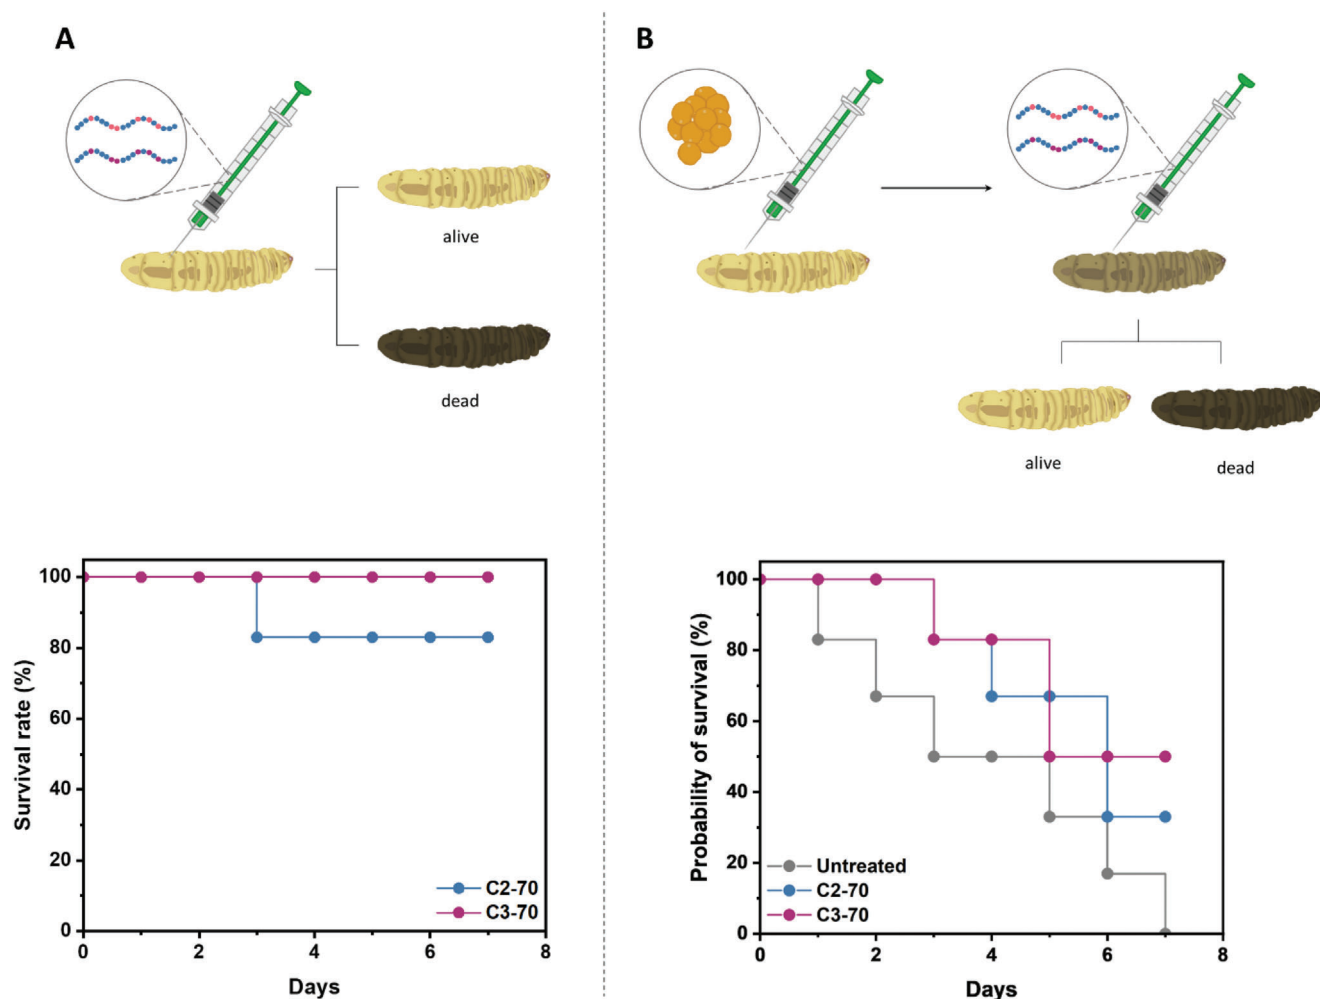 A
B
alive
dead
alive
dead
Survival rate (%)
100
80
60
40
20
0
0 2 4 6 8
Days
C2-70
C3-70
Probability of survival (%)
100
80
60
40
20
0
0 2 4 6 8
Days
Untreated
C2-70
C3-70